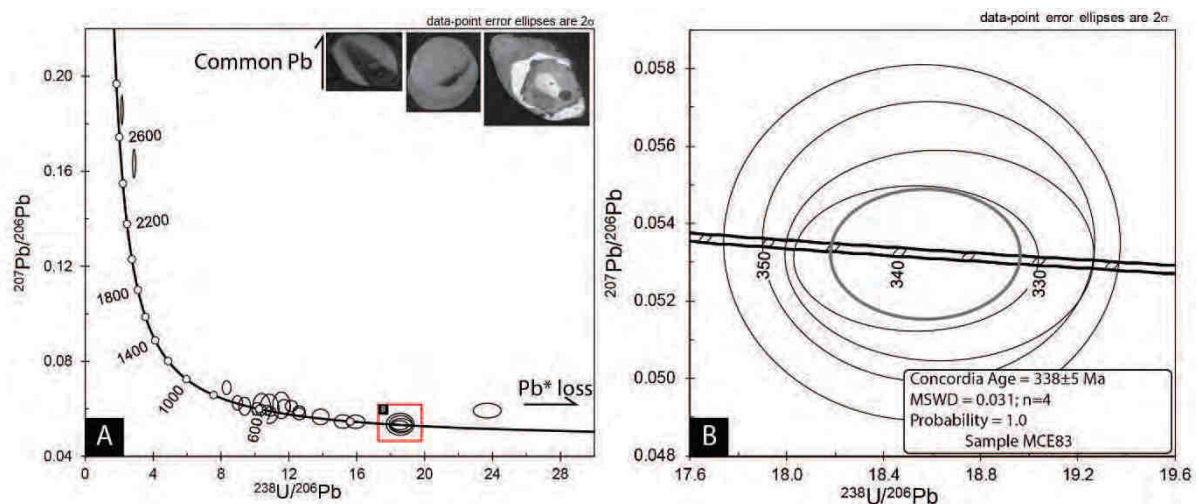 data-point error ellipses are 2σ
Common Pb
0.20
0.16
0.12
0.08
0.04
²⁰⁷Pb/²⁰⁶Pb
2600
2200
1800
1400
1000
600
B
Pb* loss
A
0 4 8 12 16 20 24 28
²³⁸U/²⁰⁶Pb
data-point error ellipses are 2σ
0.058
0.056
0.054
0.052
0.050
0.048
²⁰⁷Pb/²⁰⁶Pb
350
340
330
Concordia Age = 338±5 Ma
MSWD = 0.031; n=4
Probability = 1.0
Sample MCE83
B
17.6 18.0 18.4 18.8 19.2 19.6
²³⁸U/²⁰⁶Pb